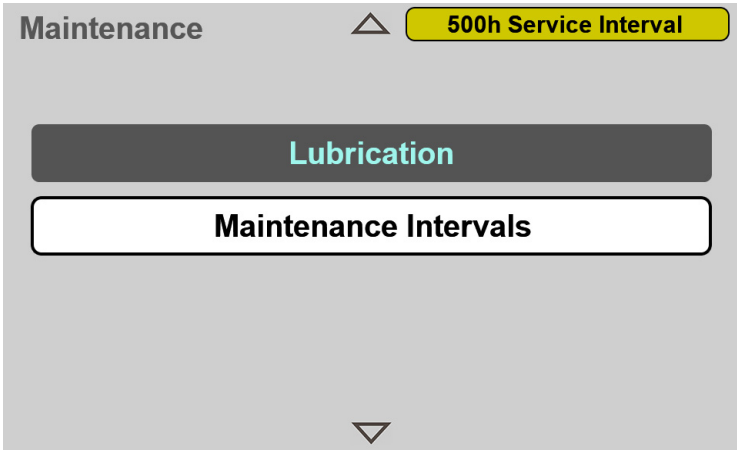 Maintenance
500h Service Interval
Lubrication
Maintenance Intervals